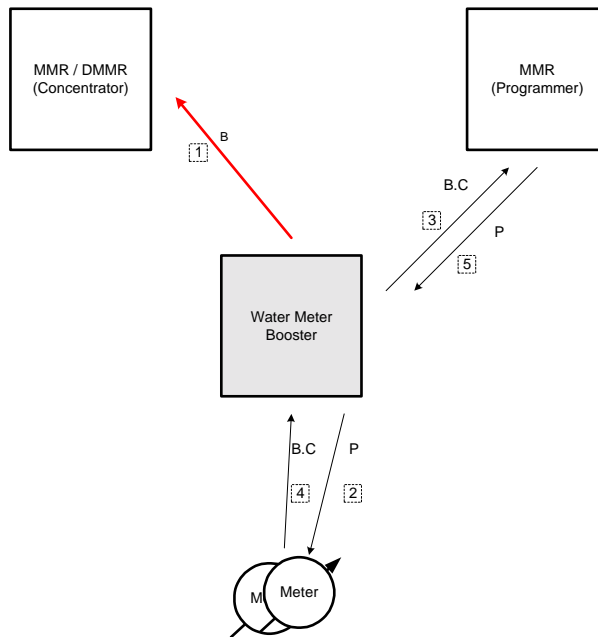 MMR / DMMR
(Concentrator)
MMR
(Programmer)
B
1
B.C
3
P
5
Water Meter
Booster
B.C
P
4
2
M
Meter